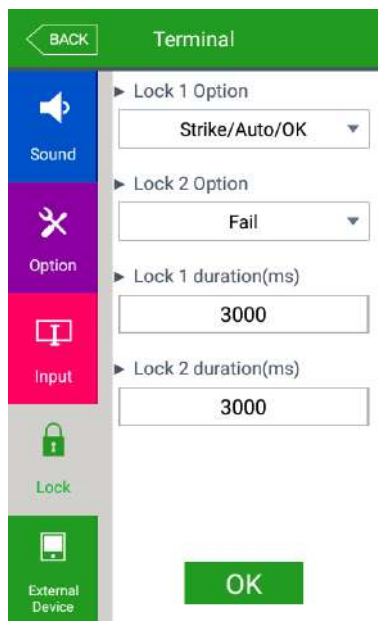 BACK
Terminal
Sound
Option
Input
Lock
External
Device
► Lock 1 Option
Strike/Auto/OK
► Lock 2 Option
Fail
► Lock 1 duration(ms)
3000
► Lock 2 duration(ms)
3000
OK